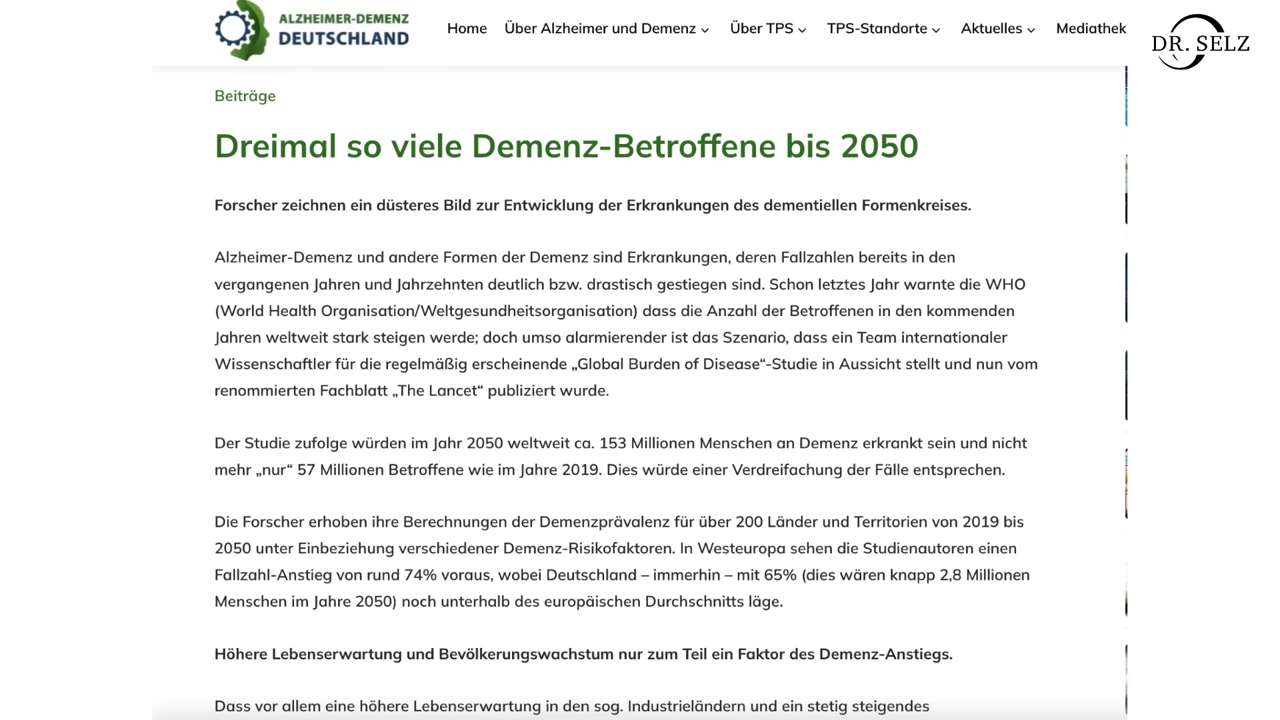 ALZHEIMER-DEMENZ
DEUTSCHLAND
Home Über Alzheimer und Demenz Über TPS TPS-Standorte Aktuelles Mediathek
DR. SELZ
Beiträge
Dreimal so viele Demenz-Betroffene bis 2050
Forscher zeichnen ein düsteres Bild zur Entwicklung der Erkrankungen des dementiellen Formenkreises.
Alzheimer-Demenz und andere Formen der Demenz sind Erkrankungen, deren Fallzahlen bereits in den
vergangenen Jahren und Jahrzehnten deutlich bzw. drastisch gestiegen sind. Schon letztes Jahr warnte die WHO
(World Health Organisation/Weltgesundheitsorganisation) dass die Anzahl der Betroffenen in den kommenden
Jahren weltweit stark steigen werde; doch umso alarmierender ist das Szenario, dass ein Team internationaler
Wissenschaftler für die regelmäßig erscheinende „Global Burden of Disease“-Studie in Aussicht stellt und nun vom
renommierten Fachblatt „The Lancet“ publiziert wurde.
Der Studie zufolge würden im Jahr 2050 weltweit ca. 153 Millionen Menschen an Demenz erkrankt sein und nicht
mehr „nur“ 57 Millionen Betroffene wie im Jahre 2019. Dies würde einer Verdreifachung der Fälle entsprechen.
Die Forscher erhoben ihre Berechnungen der Demenzprävalenz für über 200 Länder und Territorien von 2019 bis
2050 unter Einbeziehung verschiedener Demenz-Risikofaktoren. In Westeuropa sehen die Studienautoren einen
Fallzahl-Anstieg von rund 74% voraus, wobei Deutschland – immerhin – mit 65% (dies wären knapp 2,8 Millionen
Menschen im Jahre 2050) noch unterhalb des europäischen Durchschnitts läge.
Höhere Lebenserwartung und Bevölkerungswachstum nur zum Teil ein Faktor des Demenz-Anstiegs.
Dass vor allem eine höhere Lebenserwartung in den sog. Industrieländern und ein stetig steigendes